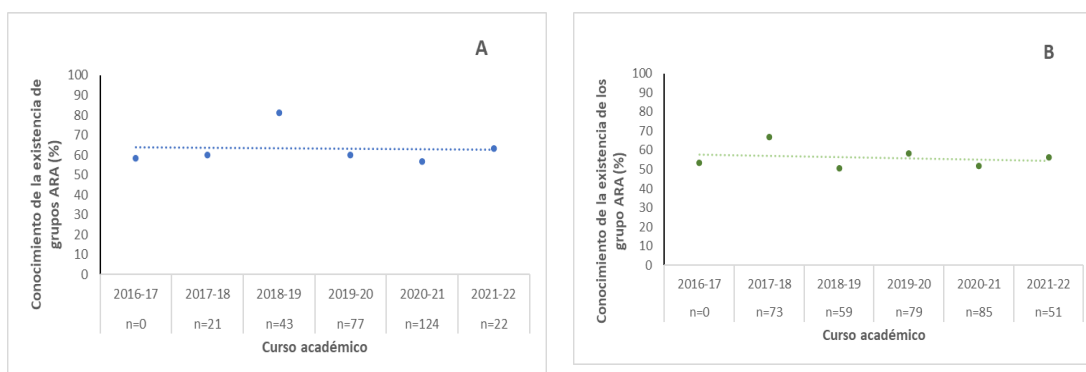 A
Conocimiento de la existencia de
grupos ARA (%)
100
90
80
70
60
50
40
30
20
10
0
2016-17 2017-18 2018-19 2019-20 2020-21 2021-22
n=0 n=21 n=43 n=77 n=124 n=22
Curso académico
B
Conocimiento de la existencia de los
grupo ARA (%)
100
90
80
70
60
50
40
30
20
10
0
2016-17 2017-18 2018-19 2019-20 2020-21 2021-22
n=0 n=73 n=59 n=79 n=85 n=51
Curso académico